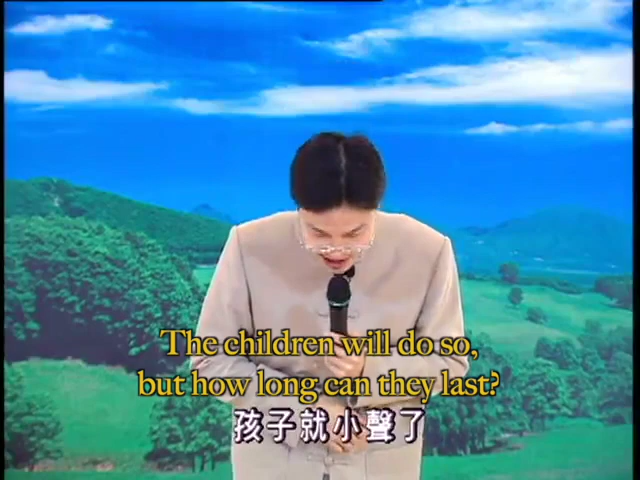 The children will do so,
but how long can they last?
孩子就小聲了